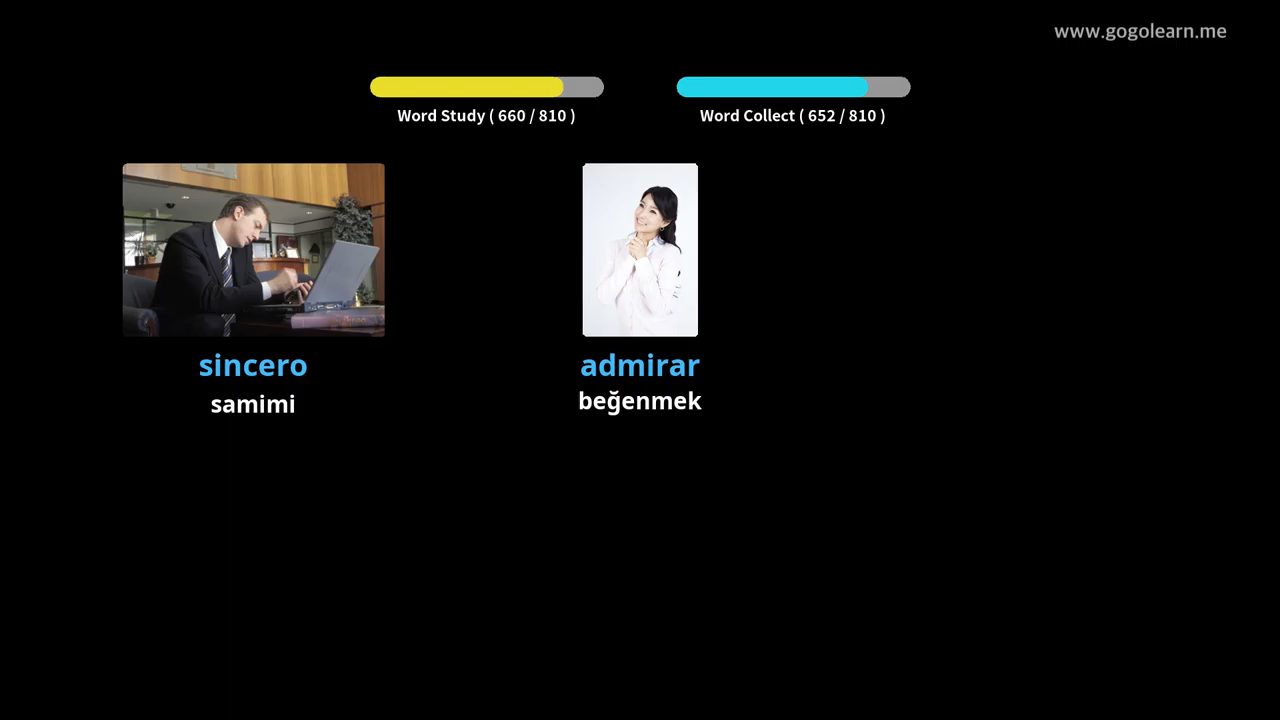 www.gogolearn.me
Word Study ( 660 / 810 )
Word Collect ( 652 / 810 )
sincero
samimi
admirar
beğenmek